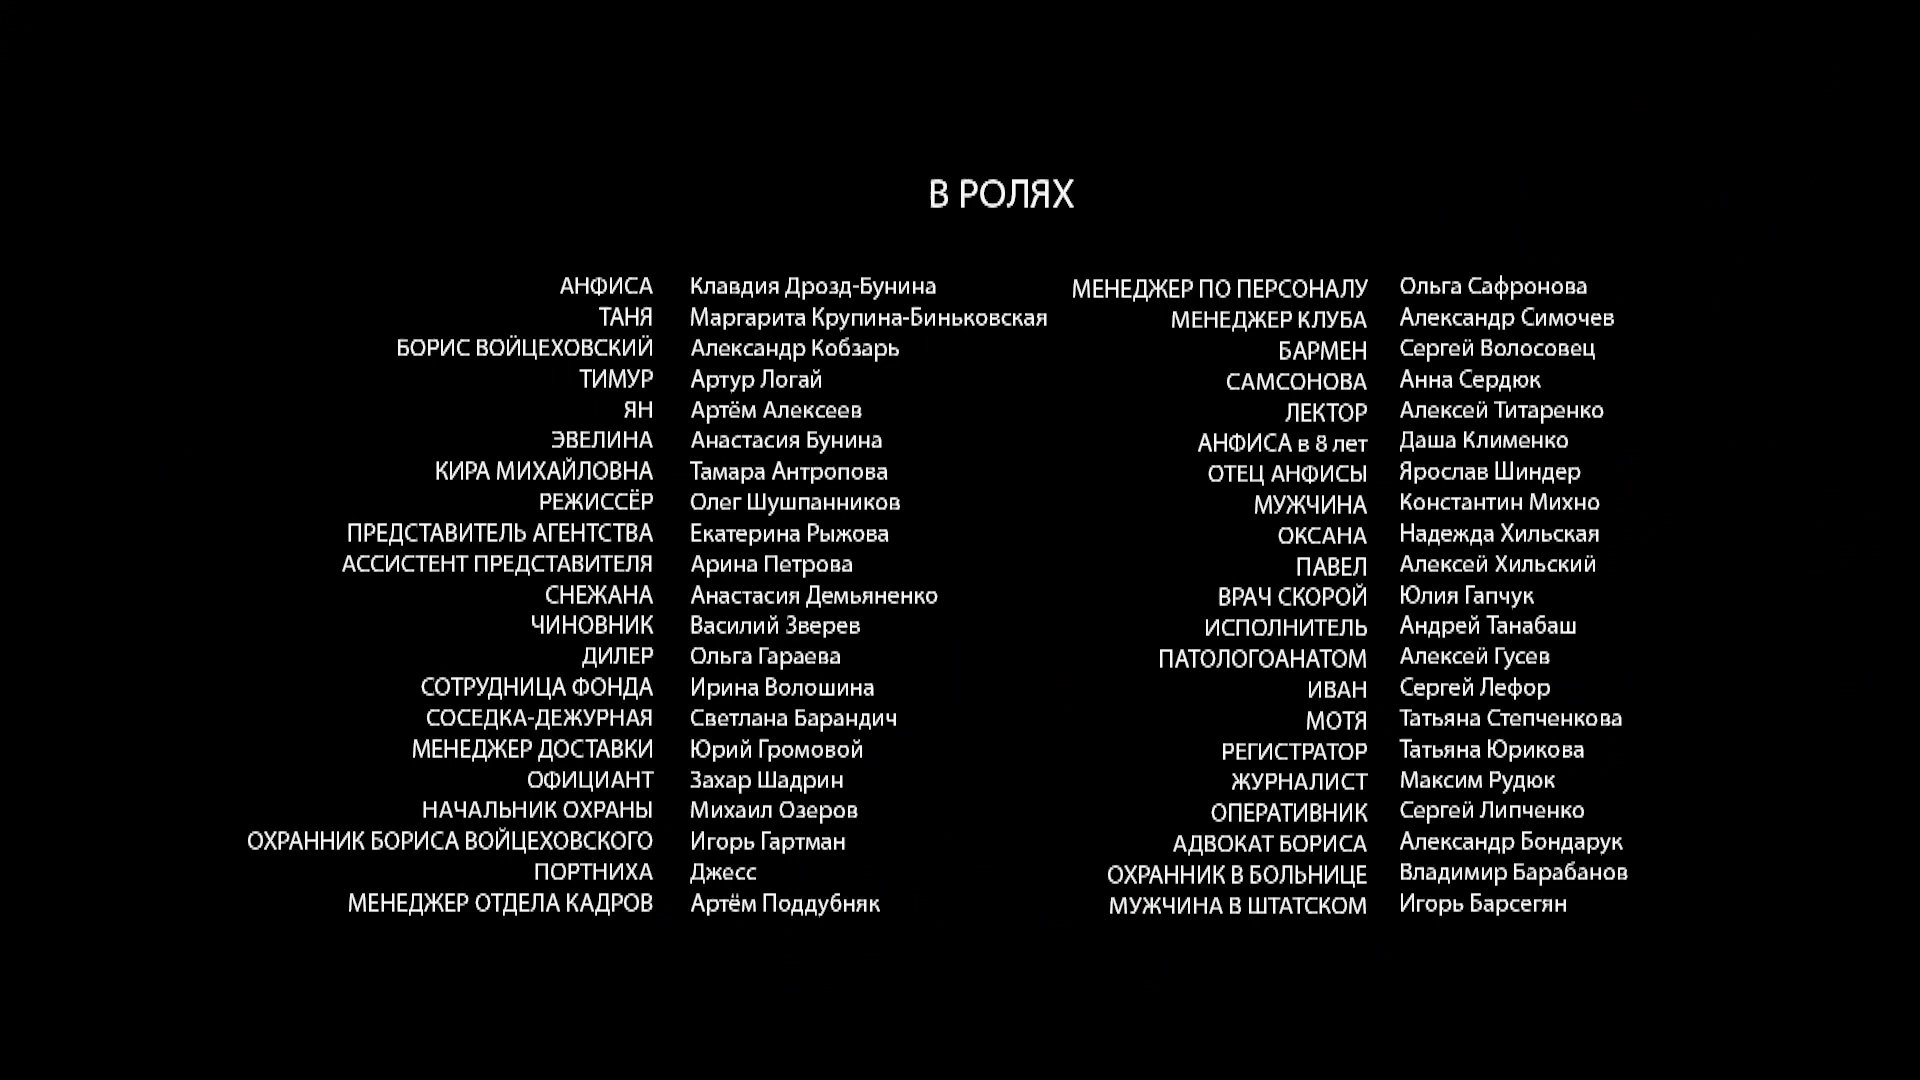 В РОЛЯХ
АНФИСА Клавдия Дрозд-Бунина
ТАНЯ Маргарита Крупина-Биньковская
БОРИС ВОЙЦЕХОВСКИЙ Александр Кобзарь
ТИМУР Артур Логай
ЯН Артём Алексеев
ЭВЕЛИНА Анастасия Бунина
КИРА МИХАЙЛОВНА Тамара Антропова
РЕЖИССЁР Олег Шушпанников
ПРЕДСТАВИТЕЛЬ АГЕНТСТВА Екатерина Рыжова
АССИСТЕНТ ПРЕДСТАВИТЕЛЯ Арина Петрова
СНЕЖАНА Анастасия Демьяненко
ЧИНОВНИК Василий Зверев
ДИЛЕР Ольга Гараева
СОТРУДНИЦА ФОНДА Ирина Волошина
СОСЕДКА-ДЕЖУРНАЯ Светлана Барандич
МЕНЕДЖЕР ДОСТАВКИ Юрий Громовой
ОФИЦИАНТ Захар Шадрин
НАЧАЛЬНИК ОХРАНЫ Михаил Озеров
ОХРАННИК БОРИСА ВОЙЦЕХОВСКОГО Игорь Гартман
ПОРТНИХА Джесс
МЕНЕДЖЕР ОТДЕЛА КАДРОВ Артём Поддубняк
МЕНЕДЖЕР ПО ПЕРСОНАЛУ Ольга Сафронова
МЕНЕДЖЕР КЛУБА Александр Симочев
БАРМЕН Сергей Волосовец
САМСОНОВА Анна Сердюк
ЛЕКТОР Алексей Титаренко
АНФИСА в 8 лет Даша Клименко
ОТЕЦ АНФИСЫ Ярослав Шиндер
МУЖЧИНА Константин Михно
ОКСАНА Надежда Хильская
ПАВЕЛ Алексей Хильский
ВРАЧ СКОРОЙ Юлия Гапчук
ИСПОЛНИТЕЛЬ Андрей Танабаш
ПАТОЛОГОАНАТОМ Алексей Гусев
ИВАН Сергей Лефор
МОТЯ Татьяна Степченкова
РЕГИСТРАТОР Татьяна Юрикова
ЖУРНАЛИСТ Максим Рудюк
ОПЕРАТИВНИК Сергей Липченко
АДВОКАТ БОРИСА Александр Бондарук
ОХРАННИК В БОЛЬНИЦЕ Владимир Барабанов
МУЖЧИНА В ШТАТСКОМ Игорь Барсегян